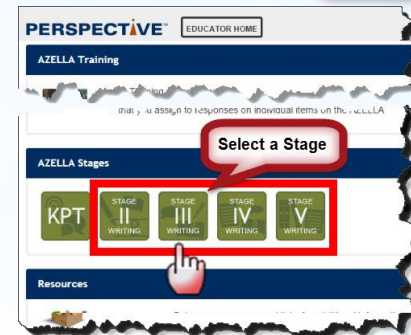 PERSPECTIVE™ EDUCATOR HOME
AZELLA Training
Training
that you assign to responses on individual items on the AZELLA
Select a Stage
AZELLA Stages
KPT
STAGE II WRITING
STAGE III WRITING
STAGE IV WRITING
STAGE V WRITING
Resources